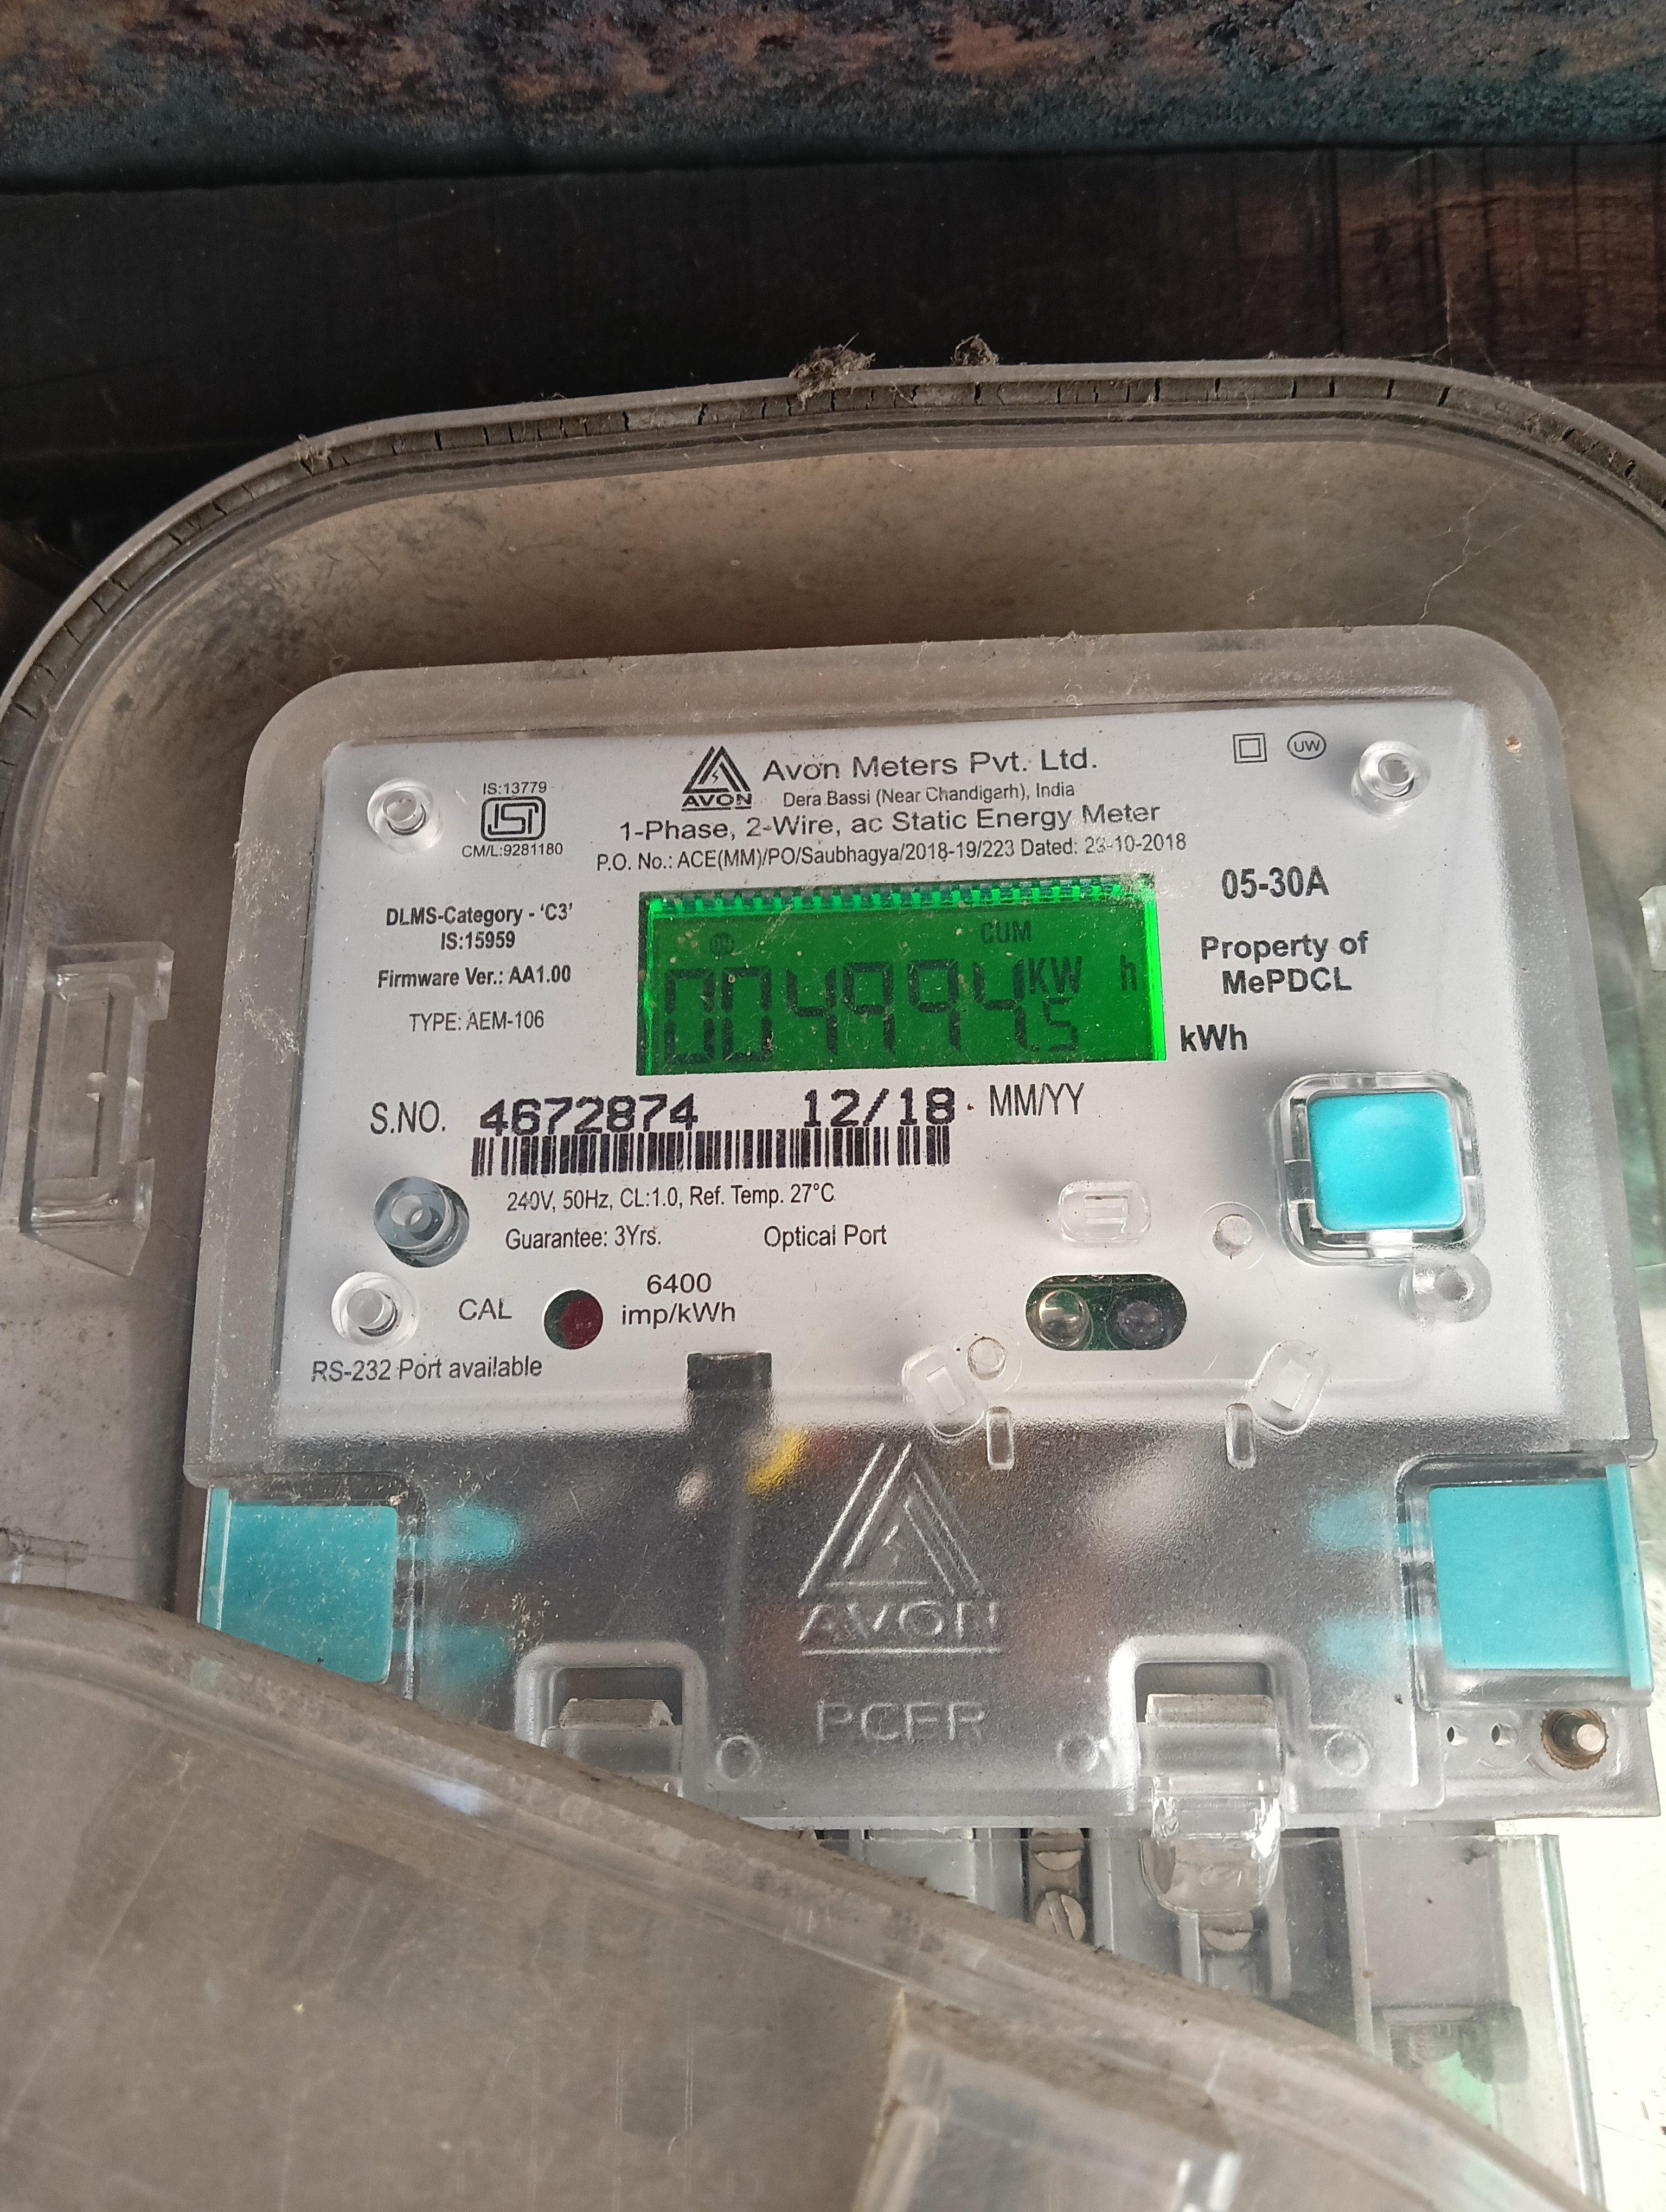 Avon Meters Pvt. Ltd.
AVON
Dera Bassi (Near Chandigarh), India
UW
IS:13779
ISI
CM/L:9281180
1-Phase, 2-Wire, ac Static Energy Meter
P.O. No.: ACE(MM)/PO/Saubhagya/2018-19/223 Dated: 23-10-2018
05-30A
DLMS-Category - 'C3'
IS:15959
Firmware Ver.: AA1.00
TYPE: AEM-106
CUM
004994.5 KW h
Property of
MePDCL
kWh
S.NO. 4672874 12/18 MM/YY
240V, 50Hz, CL:1.0, Ref. Temp. 27°C
Guarantee: 3Yrs. Optical Port
CAL
6400
imp/kWh
RS-232 Port available
AVON
PCFR